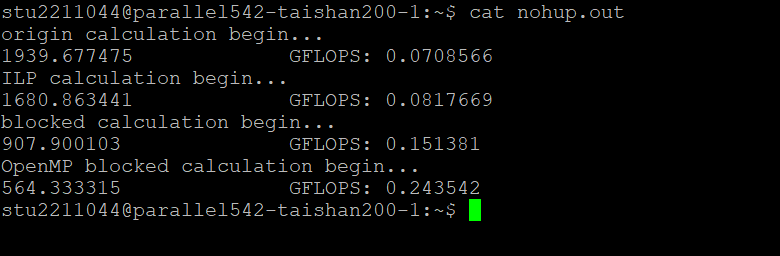 stu2211044@parallel542-taishan200-1:~$ cat nohup.out
origin calculation begin...
1939.677475             GFLOPS: 0.0708566
ILP calculation begin...
1680.863441             GFLOPS: 0.0817669
blocked calculation begin...
907.900103              GFLOPS: 0.151381
OpenMP blocked calculation begin...
564.333315              GFLOPS: 0.243542
stu2211044@parallel542-taishan200-1:~$